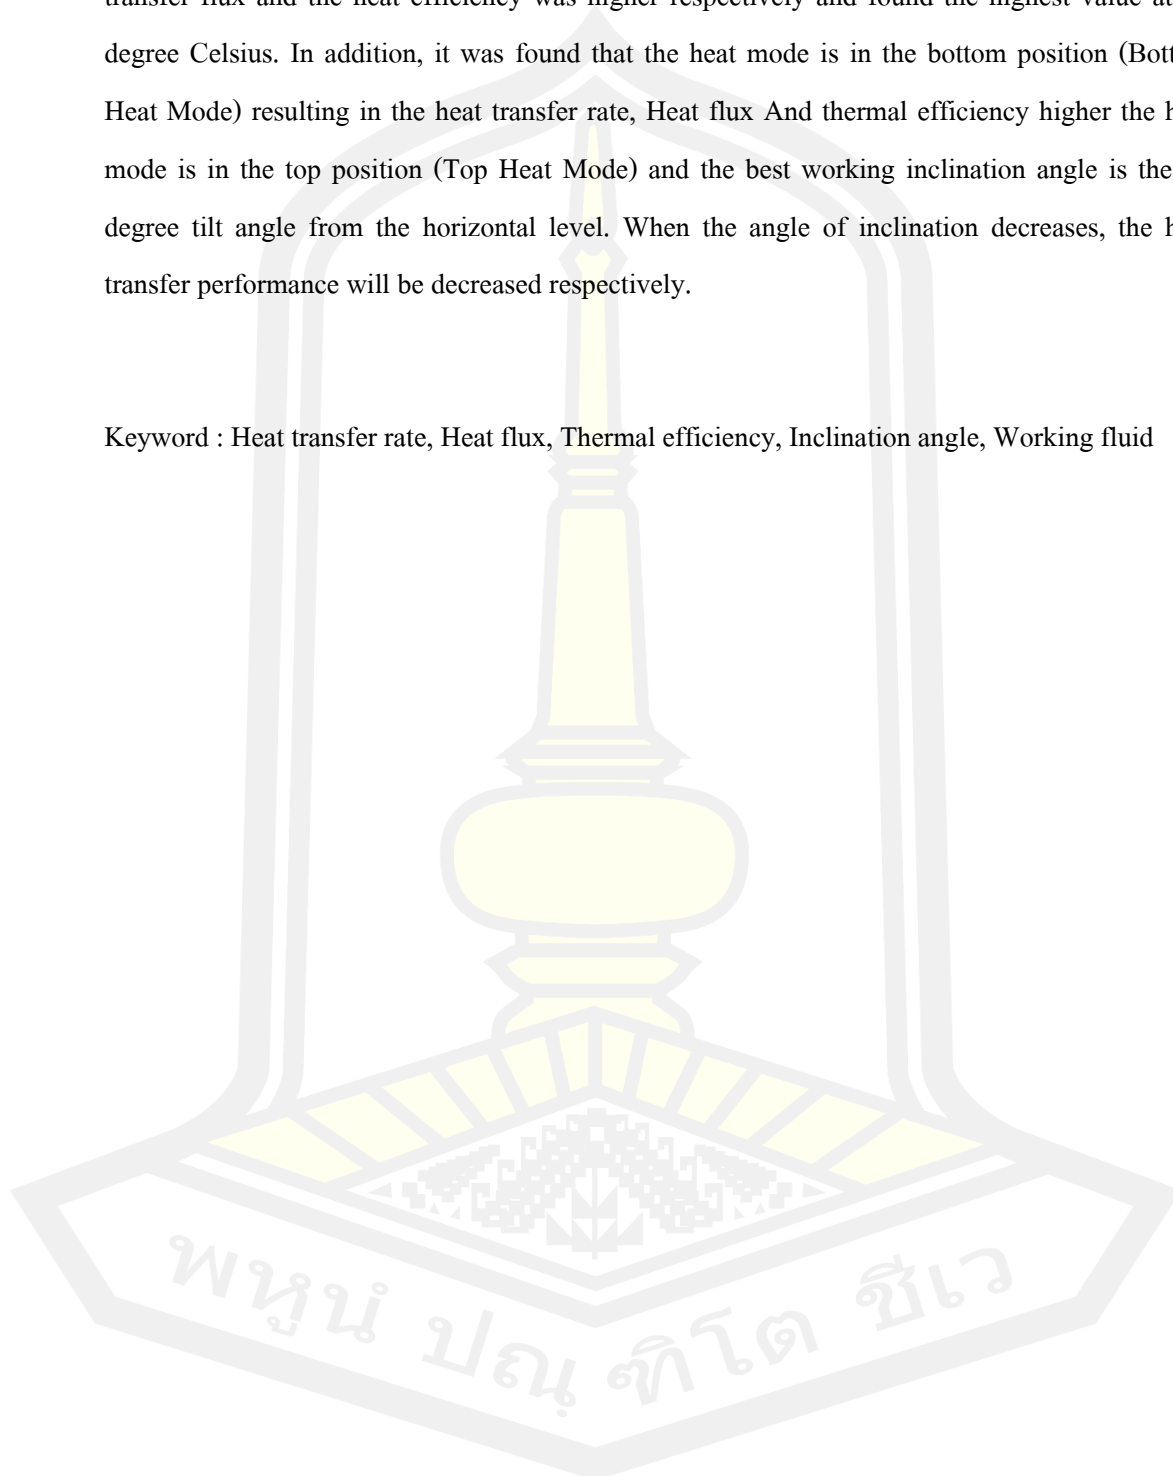 transfer flux and the heat efficiency was higher respectively and found the highest value at
degree Celsius. In addition, it was found that the heat mode is in the bottom position (Bott
Heat Mode) resulting in the heat transfer rate, Heat flux And thermal efficiency higher the h
mode is in the top position (Top Heat Mode) and the best working inclination angle is the
degree tilt angle from the horizontal level. When the angle of inclination decreases, the h
transfer performance will be decreased respectively.
Keyword : Heat transfer rate, Heat flux, Thermal efficiency, Inclination angle, Working fluid
พหูนํ ปณฺ ฑิโต ชีเว